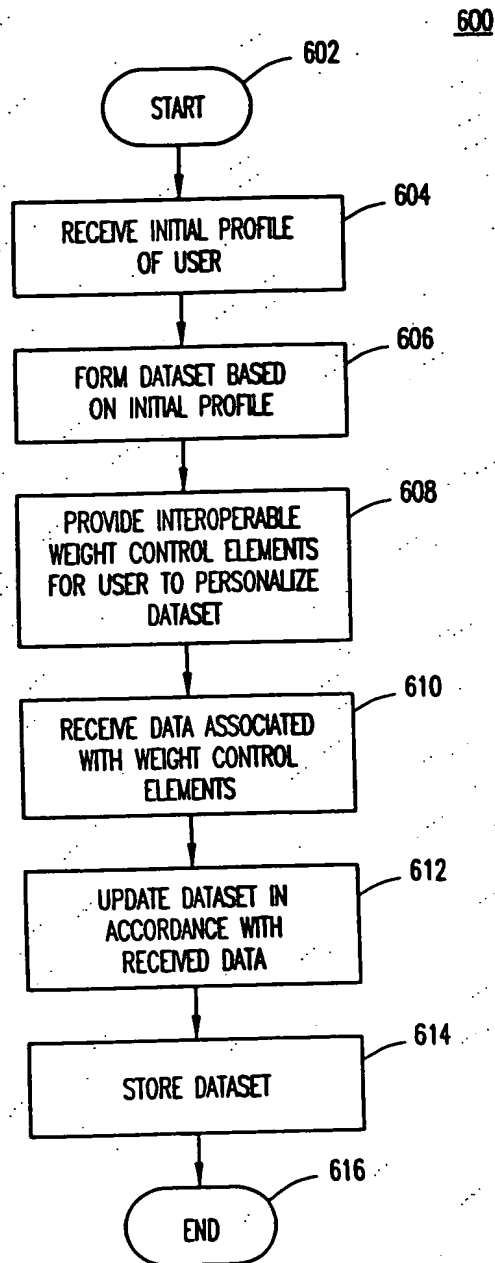 600
602
START
604
RECEIVE INITIAL PROFILE
OF USER
606
FORM DATASET BASED
ON INITIAL PROFILE
608
PROVIDE INTEROPERABLE
WEIGHT CONTROL ELEMENTS
FOR USER TO PERSONALIZE
DATASET
610
RECEIVE DATA ASSOCIATED
WITH WEIGHT CONTROL
ELEMENTS
612
UPDATE DATASET IN
ACCORDANCE WITH
RECEIVED DATA
614
STORE DATASET
616
END